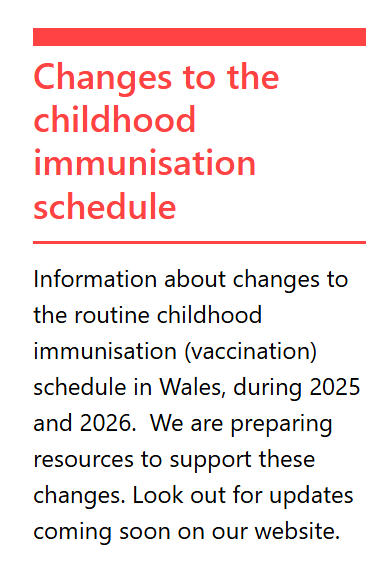 Changes to the
childhood
immunisation
schedule
Information about changes to
the routine childhood
immunisation (vaccination)
schedule in Wales, during 2025
and 2026.  We are preparing
resources to support these
changes. Look out for updates
coming soon on our website.